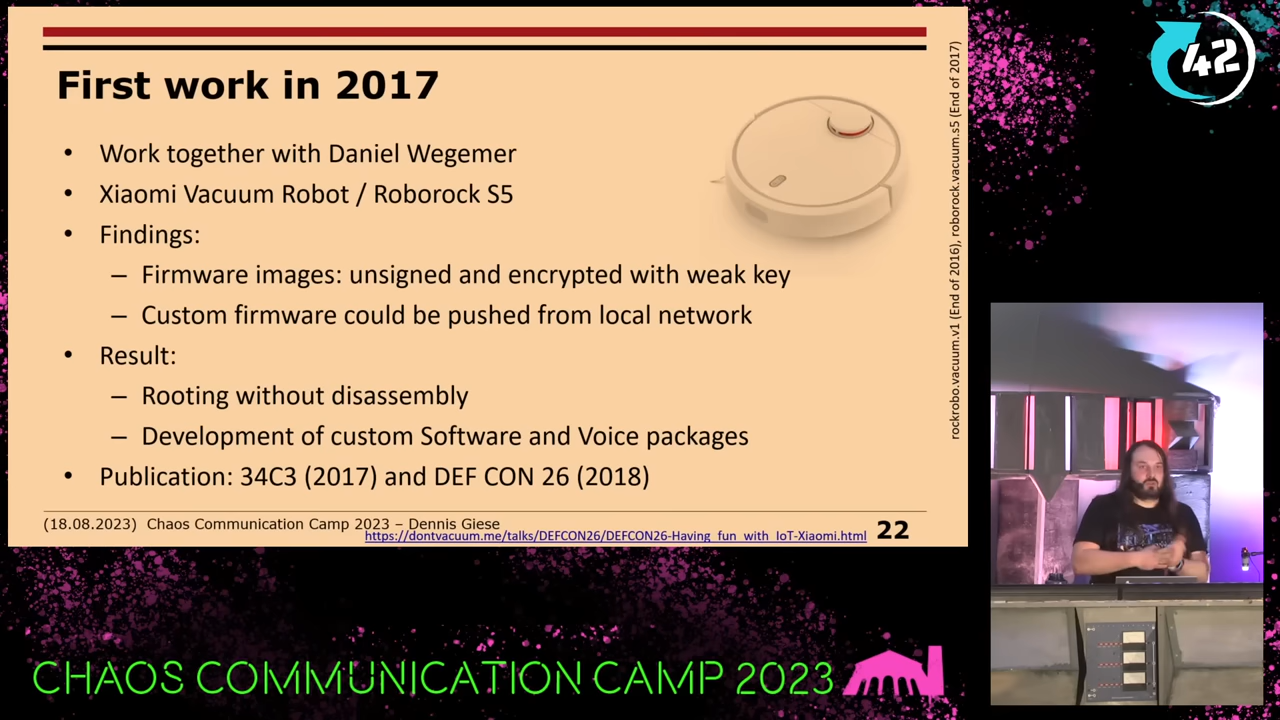 First work in 2017
• Work together with Daniel Wegemer
• Xiaomi Vacuum Robot / Roborock S5
• Findings:
– Firmware images: unsigned and encrypted with weak key
– Custom firmware could be pushed from local network
• Result:
– Rooting without disassembly
– Development of custom Software and Voice packages
• Publication: 34C3 (2017) and DEF CON 26 (2018)
(18.08.2023) Chaos Communication Camp 2023 – Dennis Giese
https://dontvacuum.me/talks/DEFCON26/DEFCON26-Having_fun_with_IoT-Xiaomi.html
22
rockrobo.vacuum.v1 (End of 2016), roborock.vacuum.s5 (End of 2017)
42
CHAOS COMMUNICATION CAMP 2023